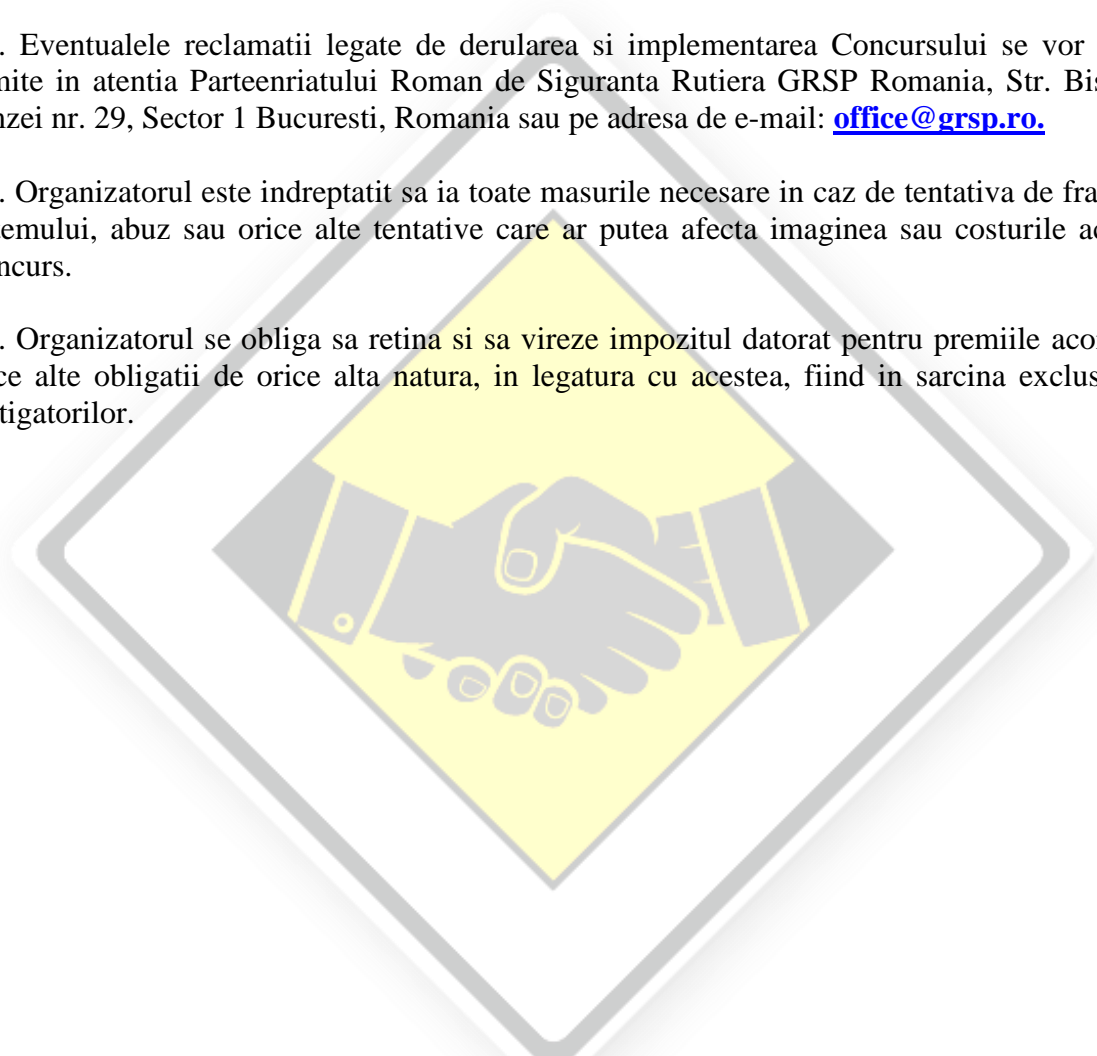 . Eventualele reclamatii legate de derularea si implementarea Concursului se vor
mite in atentia Parteenriatului Roman de Siguranta Rutiera GRSP Romania, Str. Bis
nzei nr. 29, Sector 1 Bucuresti, Romania sau pe adresa de e-mail: office@grsp.ro.
. Organizatorul este indreptatit sa ia toate masurile necesare in caz de tentativa de fra
temului, abuz sau orice alte tentative care ar putea afecta imaginea sau costurile ac
ncurs.
. Organizatorul se obliga sa retina si sa vireze impozitul datorat pentru premiile aco
ce alte obligatii de orice alta natura, in legatura cu acestea, fiind in sarcina exclus
tigatorilor.